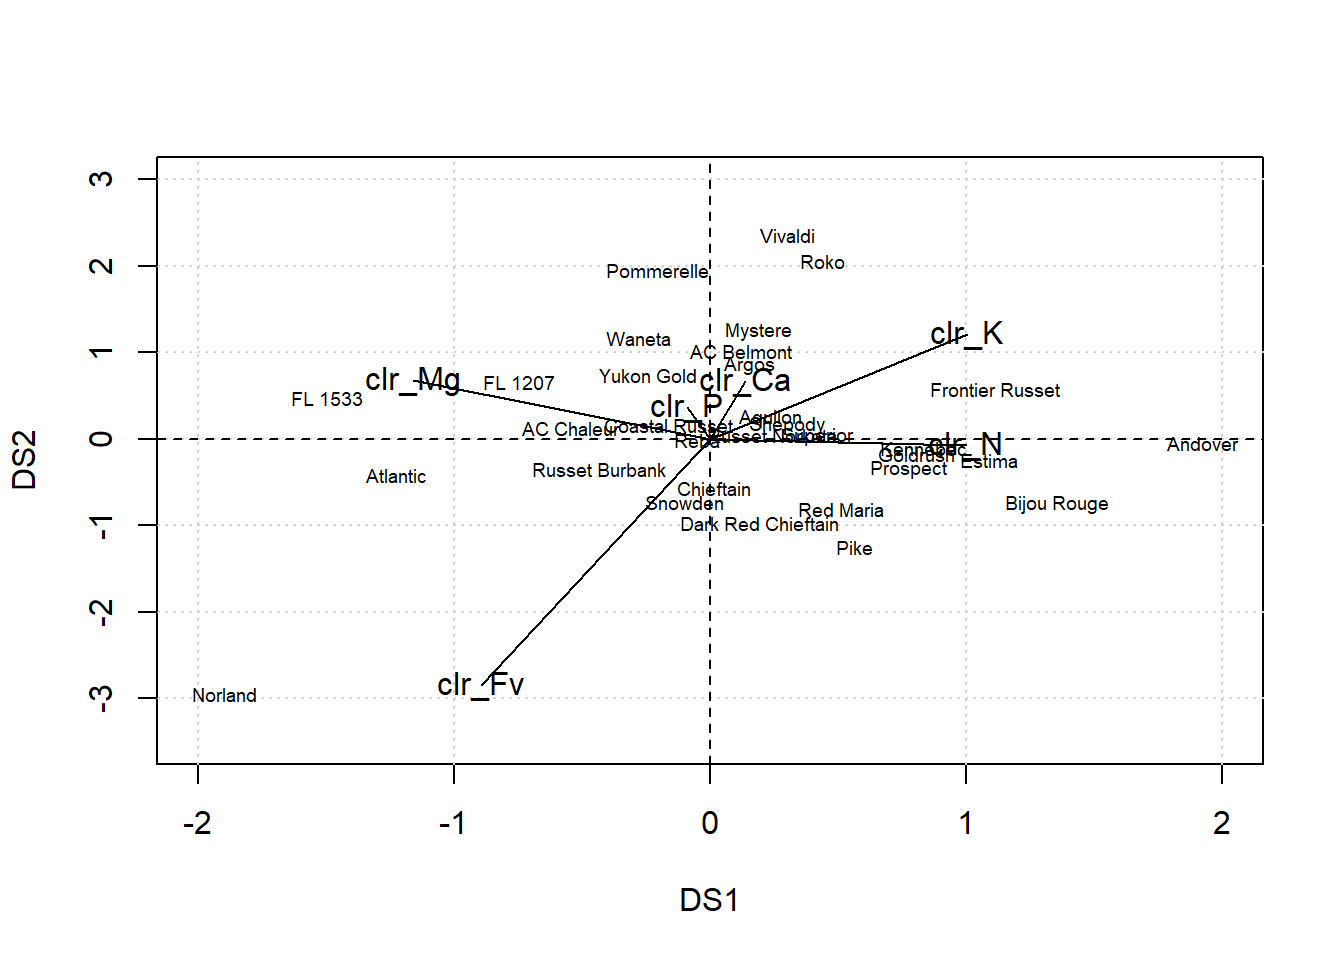 3
Vivaldi
Roko
2
Pommerelle
Mystere
clr_K
Waneta
1
AC Belmont
Argos
Yukon Gold
clr_Ca
clr_Mg
FL 1207
Frontier Russet
FL 1533
clr_P
Aquilon
Shepody
Coastal Russet
AC Chaleur
Superior
0
Reba
clr_N
Andover
Kennebec
Goldrush
Estima
Prospect
Russet Burbank
Atlantic
DS2
Chieftain
Snowden
Bijou Rouge
Red Maria
-1
Dark Red Chieftain
Pike
-2
clr_Fv
-3
Norland
-2
-1
0
1
2
DS1